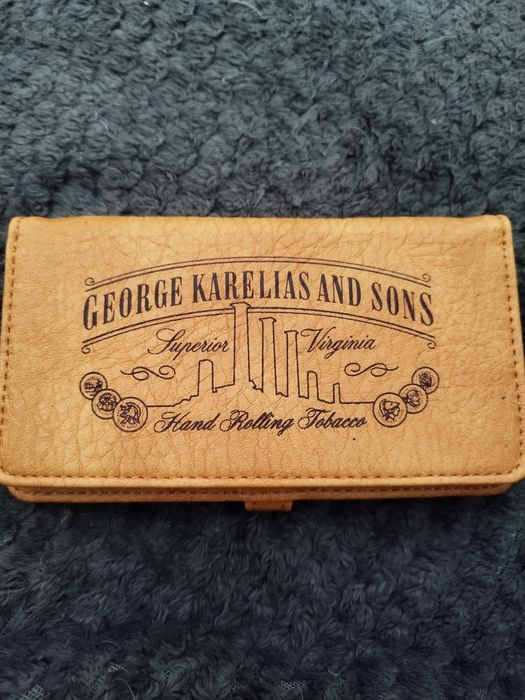 GEORGE KARELIAS AND SONS
Superior Virginia
Hand Rolling Tobacco